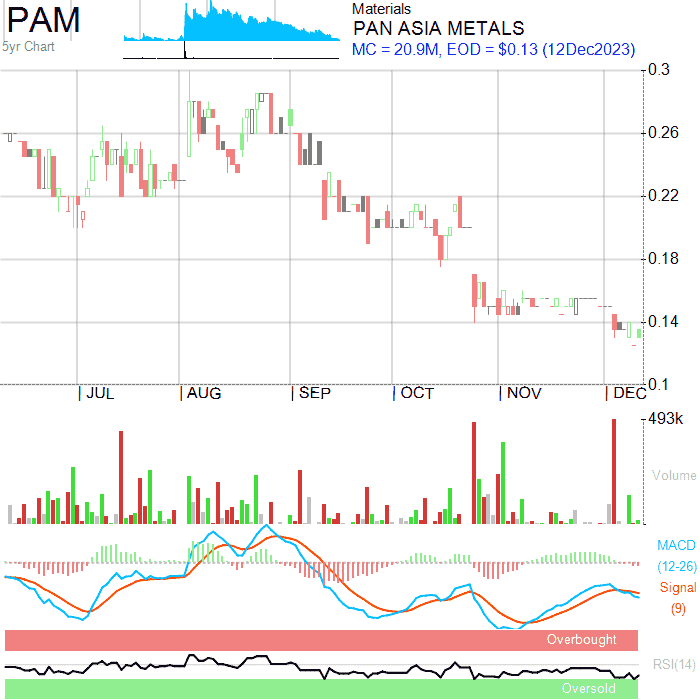 PAM
5yr Chart
Materials
PAN ASIA METALS
MC = 20.9M, EOD = $0.13 (12Dec2023)
0.3
0.26
0.22
0.18
0.14
0.1
JUL AUG SEP OCT NOV DEC
493k
Volume
MACD
(12-26)
Signal
(9)
Overbought
RSI(14)
Oversold